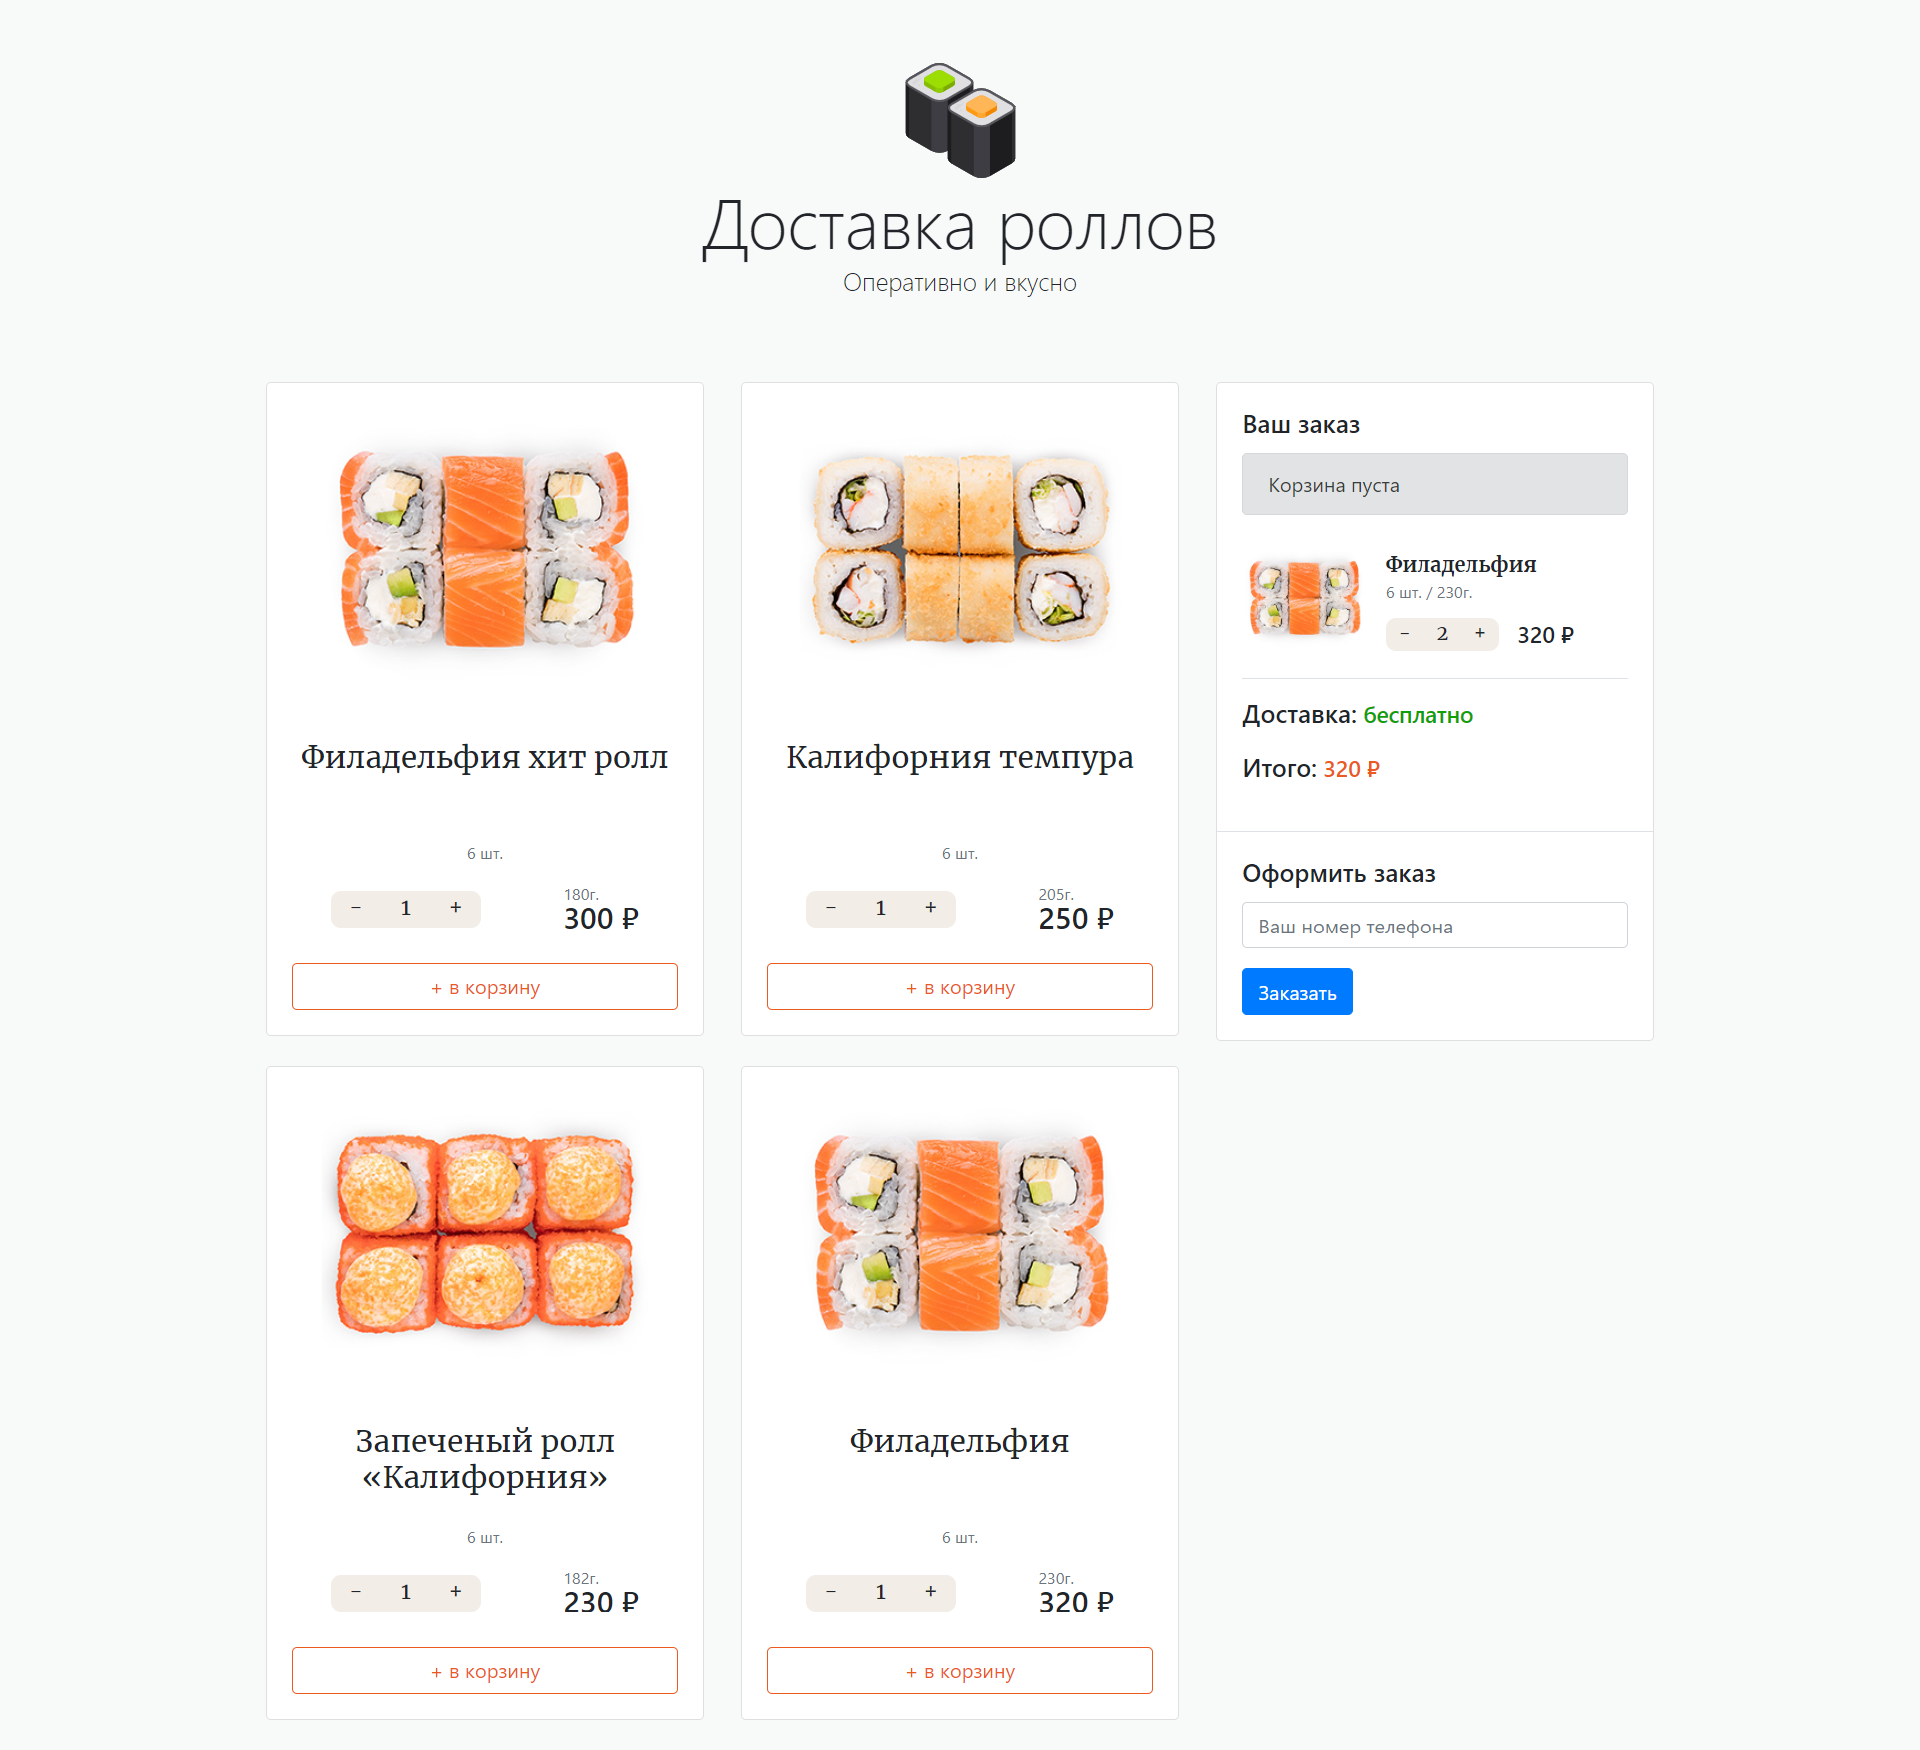 Доставка роллов
Оперативно и вкусно
Филадельфия хит ролл
6 шт.
- 1 +
180г.
300 ₽
+ в корзину
Калифорния темпура
6 шт.
- 1 +
205г.
250 ₽
+ в корзину
Ваш заказ
Корзина пуста
Филадельфия
6 шт. / 230г.
- 2 + 320 ₽
Доставка: бесплатно
Итого: 320 ₽
Оформить заказ
Ваш номер телефона
Заказать
Запеченый ролл
«Калифорния»
6 шт.
- 1 +
182г.
230 ₽
+ в корзину
Филадельфия
6 шт.
- 1 +
230г.
320 ₽
+ в корзину